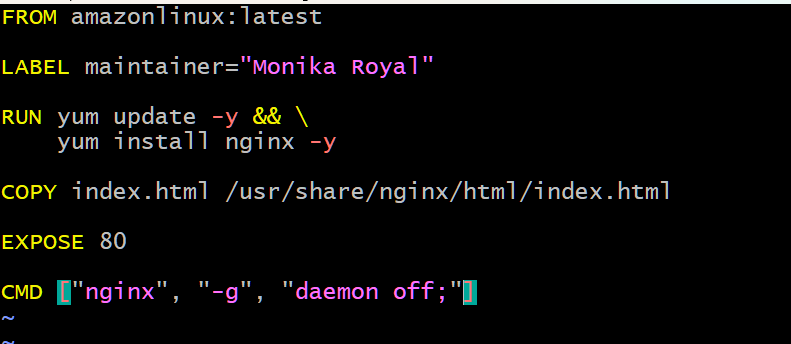 FROM amazonlinux:latest
LABEL maintainer="Monika Royal"
RUN yum update -y && \
    yum install nginx -y
COPY index.html /usr/share/nginx/html/index.html
EXPOSE 80
CMD ["nginx", "-g", "daemon off;"]
~
~